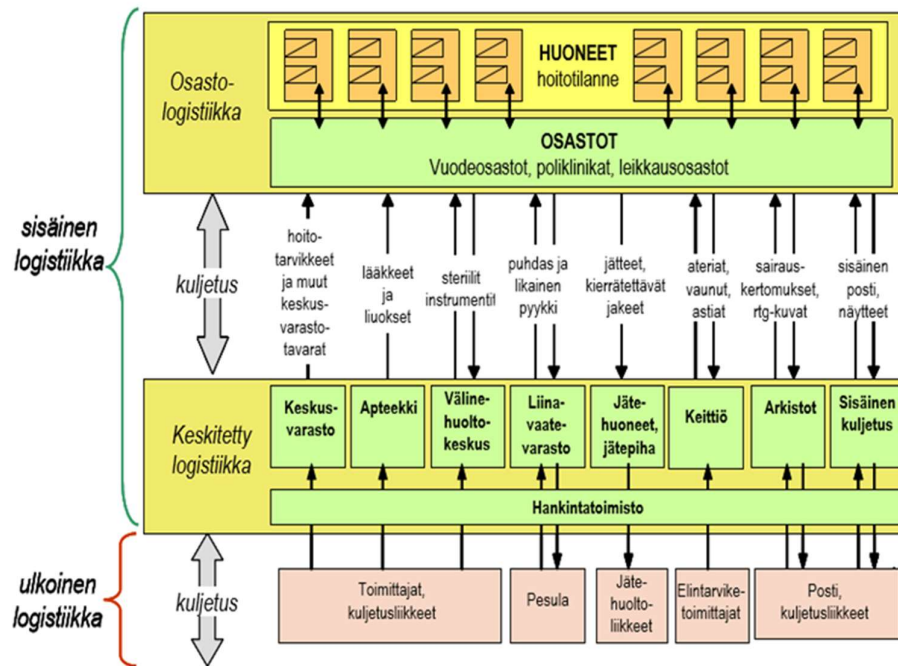 HUONEET
hoitotilanne
Osasto-
logistiikka
OSASTOT
Vuodeosastot, poliklinikat, leikkausosastot
sisäinen
logistiikka
kuljetus
hoito-
tarvikkeet
ja muut
keskus-
varasto-
tavarat
lääkkeet
ja
liuokset
steriilit
instrumentit
puhdas ja
likainen
pyykki
jätteet,
kierrätettävät
jakeet
ateriat,
vaunut,
astiat
sairaus-
kertomukset,
rtg-kuvat
sisäinen
posti,
näytteet
Keskitetty
logistiikka
Keskus-
varasto
Apteekki
Väline-
huolto-
keskus
Liina-
vaate-
varasto
Jäte-
huoneet,
jätepiha
Keittiö
Arkistot
Sisäinen
kuljetus
Hankintatoimisto
ulkoinen
logistiikka
kuljetus
Toimittajat,
kuljetusliikkeet
Pesula
Jäte-
huolto-
liikkeet
Elintarvike-
toimittajat
Posti,
kuljetusliikkeet